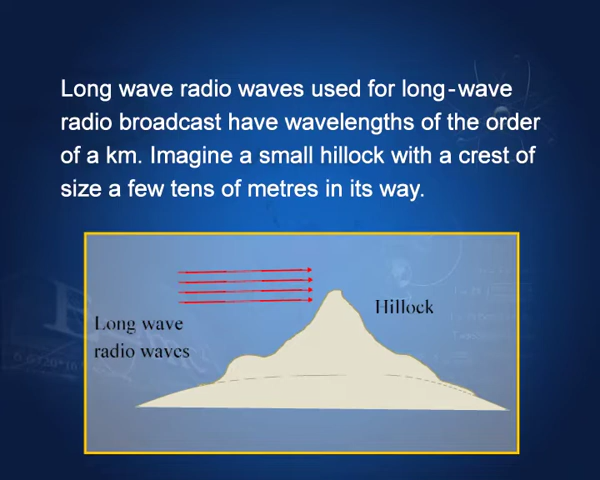 Long wave radio waves used for long-wave
radio broadcast have wavelengths of the order
of a km. Imagine a small hillock with a crest of
size a few tens of metres in its way.
Hillock
Long wave
radio waves